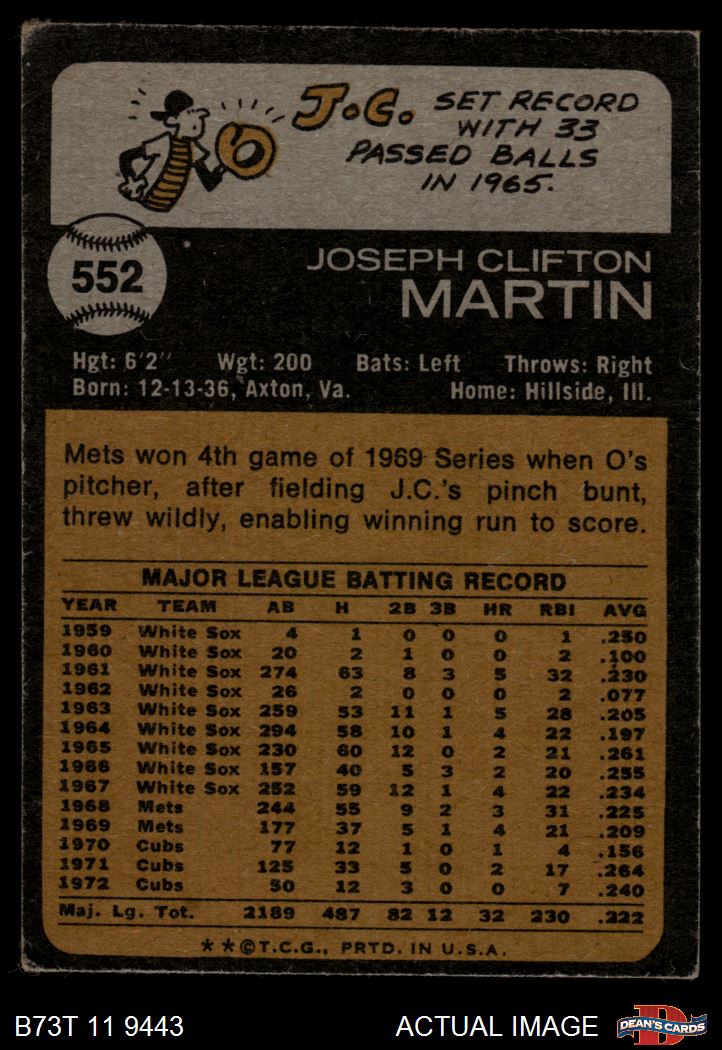 J.C. SET RECORD
WITH 33
PASSED BALLS
IN 1965.
552
JOSEPH CLIFTON
MARTIN
Hgt: 6'2" Wgt: 200 Bats: Left Throws: Right
Born: 12-13-36, Axton, Va. Home: Hillside, Ill.
Mets won 4th game of 1969 Series when O's
pitcher, after fielding J.C.'s pinch bunt,
threw wildly, enabling winning run to score.
MAJOR LEAGUE BATTING RECORD
YEAR TEAM AB H 2B 3B HR RBI AVG
1959 White Sox 4 1 0 0 0 1 .250
1960 White Sox 20 2 1 0 0 2 .100
1961 White Sox 274 63 8 3 5 32 .230
1962 White Sox 26 2 0 0 0 2 .077
1963 White Sox 259 53 11 1 5 28 .205
1964 White Sox 294 58 10 1 4 22 .197
1965 White Sox 230 60 12 0 2 21 .261
1966 White Sox 157 40 5 3 2 20 .255
1967 White Sox 252 59 12 1 4 22 .234
1968 Mets 244 55 9 2 3 31 .225
1969 Mets 177 37 5 1 4 21 .209
1970 Cubs 77 12 1 0 1 4 .156
1971 Cubs 125 33 5 0 2 17 .264
1972 Cubs 50 12 3 0 0 7 .240
Maj. Lg. Tot. 2189 487 82 12 32 230 .222
**©T.C.G., PRTD. IN U.S.A.
B73T 11 9443 ACTUAL IMAGE
D
DEAN'S CARDS